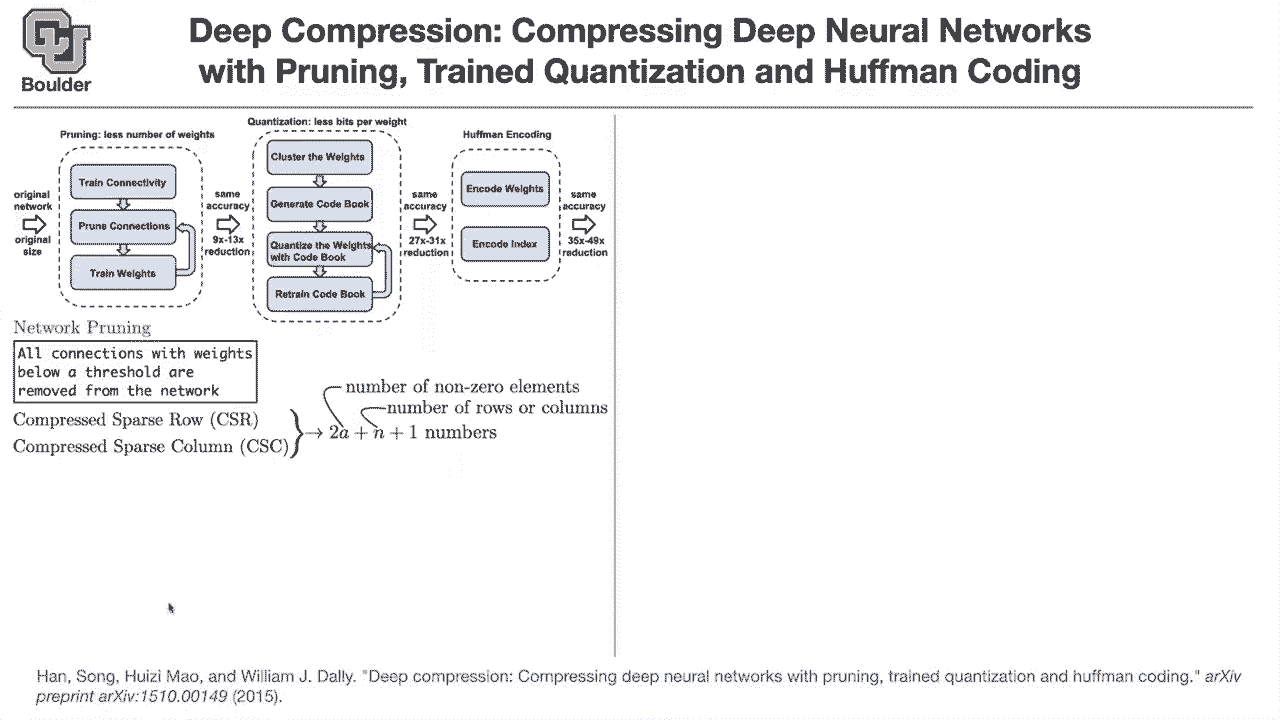 Boulder
Deep Compression: Compressing Deep Neural Networks
with Pruning, Trained Quantization and Huffman Coding
Pruning: less number of weights
original
network
original
size
Train Connectivity
Prune Connections
Train Weights
same
accuracy
9x-13x
reduction
Quantization: less bits per weight
Cluster the Weights
Generate Code Book
Quantize the Weights
with Code Book
Retrain Code Book
same
accuracy
27x-31x
reduction
Huffman Encoding
Encode Weights
Encode Index
same
accuracy
35x-49x
reduction
Network Pruning
All connections with weights
below a threshold are
removed from the network
Compressed Sparse Row (CSR)
Compressed Sparse Column (CSC)
number of non-zero elements
number of rows or columns
→ 2a + n + 1 numbers
Han, Song, Huizi Mao, and William J. Dally. "Deep compression: Compressing deep neural networks with pruning, trained quantization and huffman coding." arXiv
preprint arXiv:1510.00149 (2015).